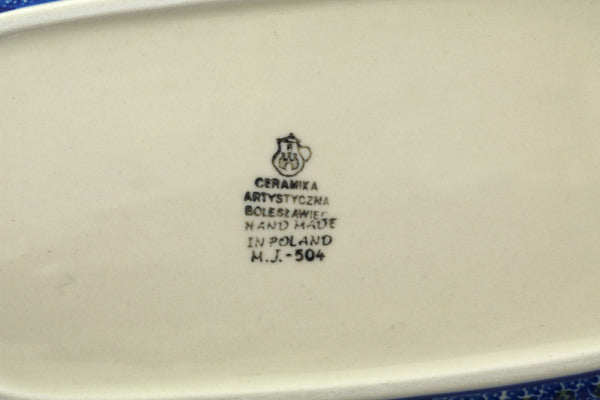 CERAMIKA
ARTYSTYCZNA
BOLESŁAWIEC
HAND MADE
IN POLAND
M.J.-504